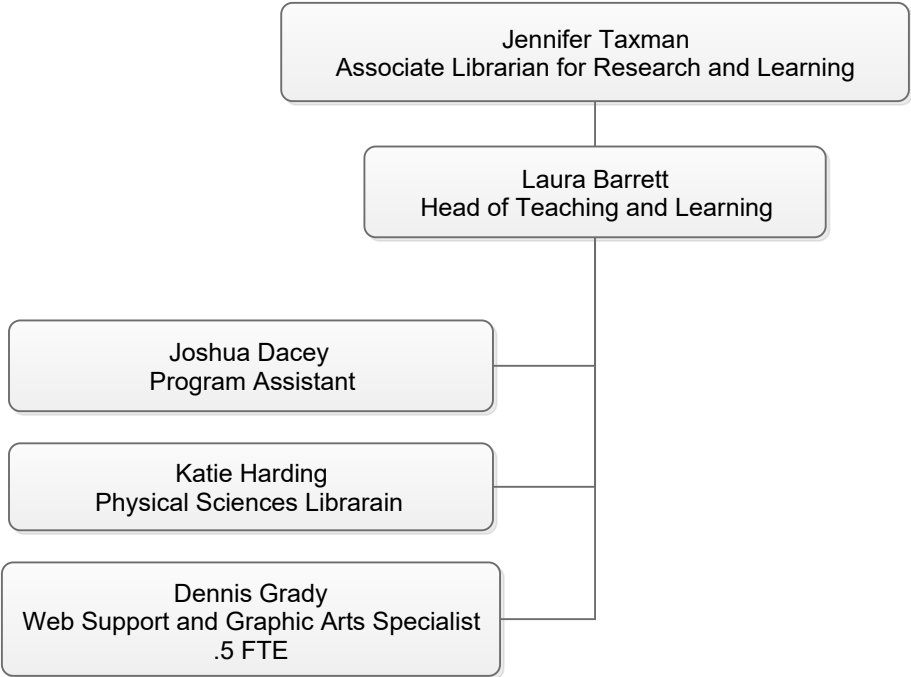 Jennifer Taxman
Associate Librarian for Research and Learning
Laura Barrett
Head of Teaching and Learning
Joshua Dacey
Program Assistant
Katie Harding
Physical Sciences Librarain
Dennis Grady
Web Support and Graphic Arts Specialist
.5 FTE